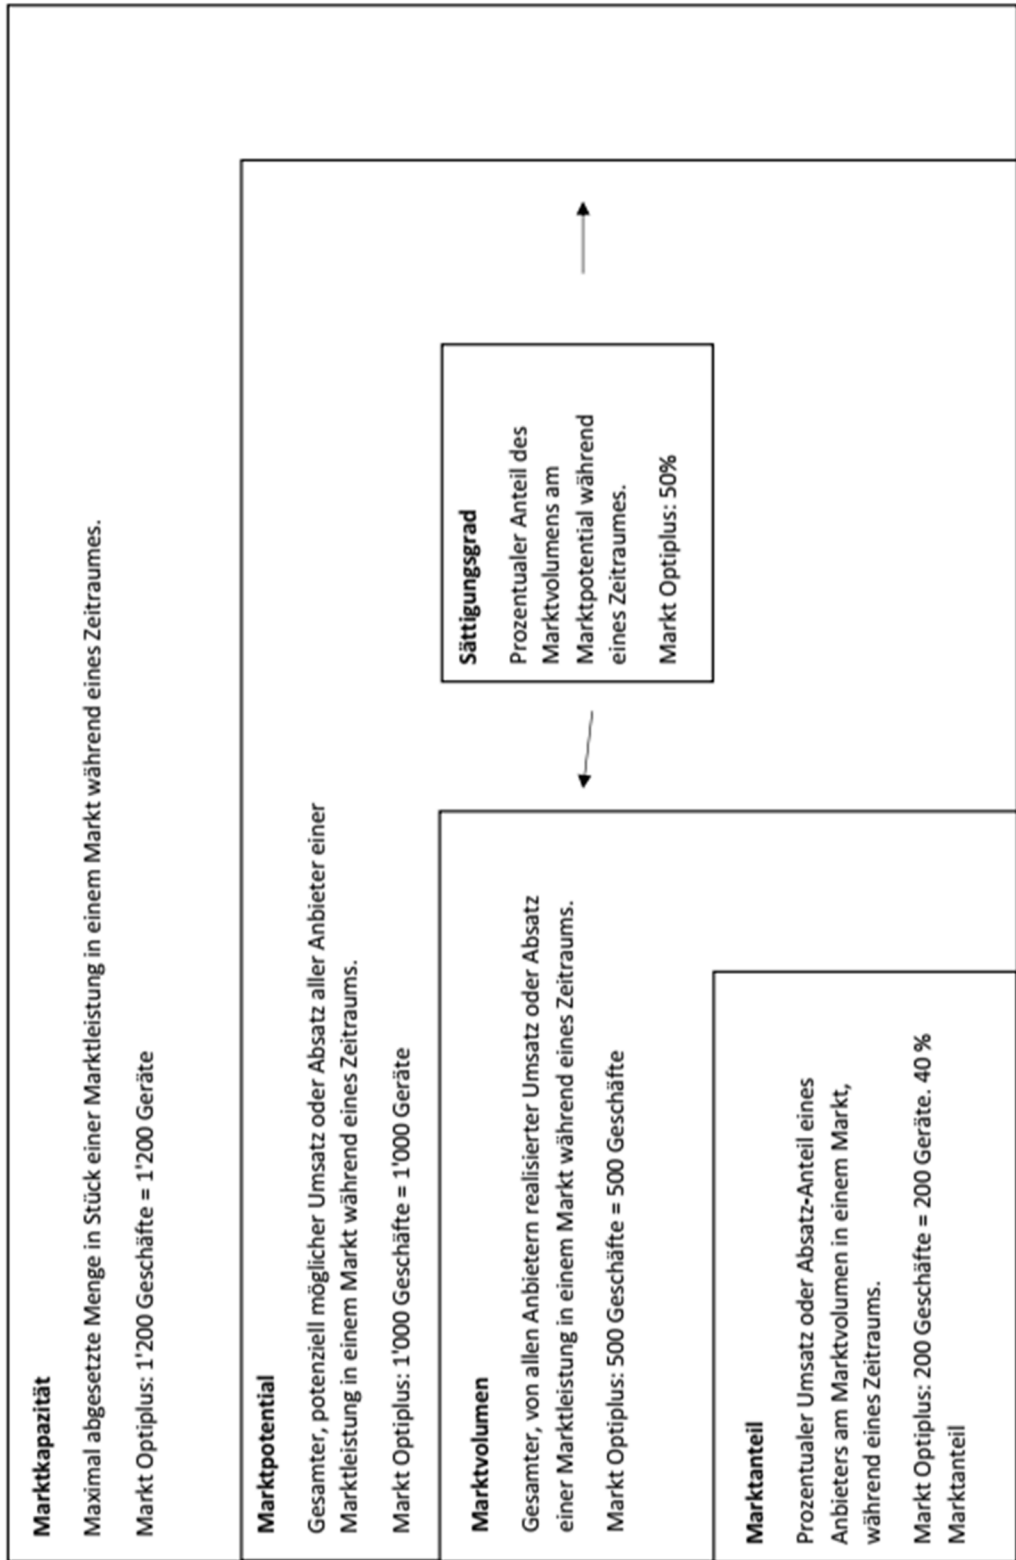 Marktkapazität
Maximal abgesetzte Menge in Stück einer Marktleistung in einem Markt während eines Zeitraumes.
Markt Optiplus: 1'200 Geschäfte = 1'200 Geräte
Marktpotential
Gesamter, potenziell möglicher Umsatz oder Absatz aller Anbieter einer
Marktleistung in einem Markt während eines Zeitraums.
Markt Optiplus: 1'000 Geschäfte = 1'000 Geräte
Marktvolumen
Gesamter, von allen Anbietern realisierter Umsatz oder Absatz
einer Marktleistung in einem Markt während eines Zeitraums.
Markt Optiplus: 500 Geschäfte = 500 Geschäfte
Sättigungsgrad
Prozentualer Anteil des
Marktvolumens am
Marktpotential während
eines Zeitraumes.
Markt Optiplus: 50%
Marktanteil
Prozentualer Umsatz oder Absatz-Anteil eines
Anbieters am Marktvolumen in einem Markt,
während eines Zeitraums.
Markt Optiplus: 200 Geschäfte = 200 Geräte. 40 %
Marktanteil